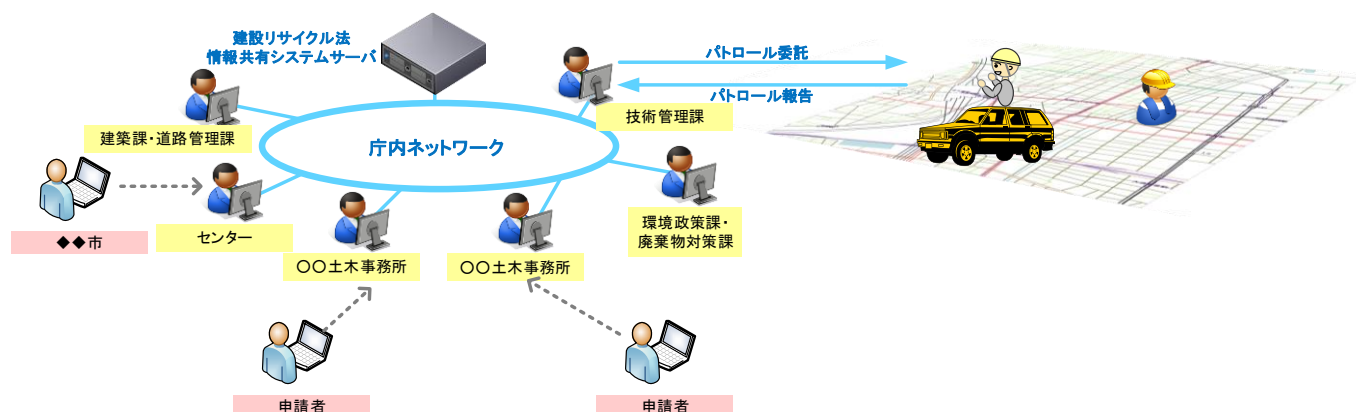 建設リサイクル法
情報共有システムサーバ
パトロール委託
パトロール報告
技術管理課
建築課・道路管理課
庁内ネットワーク
環境政策課・
廃棄物対策課
◆◆市
センター
〇〇土木事務所
〇〇土木事務所
申請者
申請者